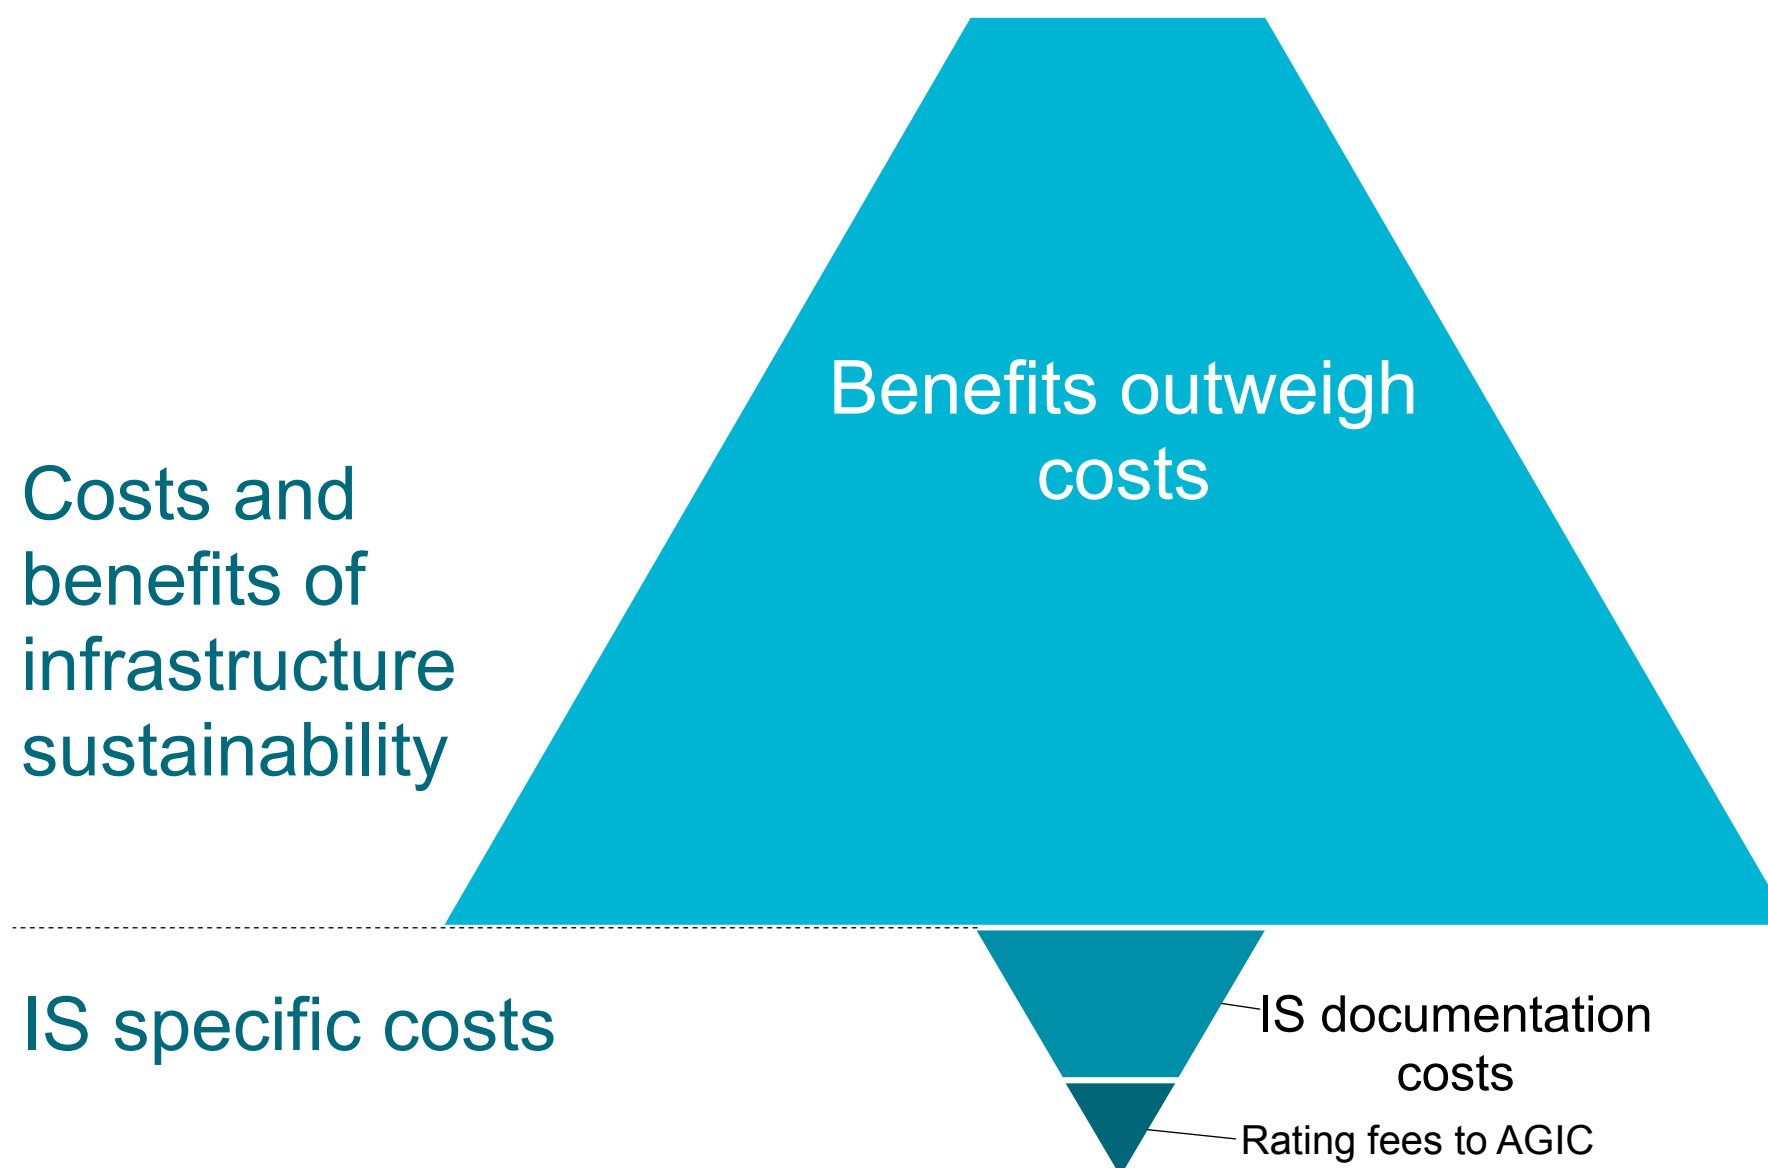 Benefits outweigh
costs
Costs and
benefits of
infrastructure
sustainability
IS specific costs
IS documentation
costs
Rating fees to AGIC